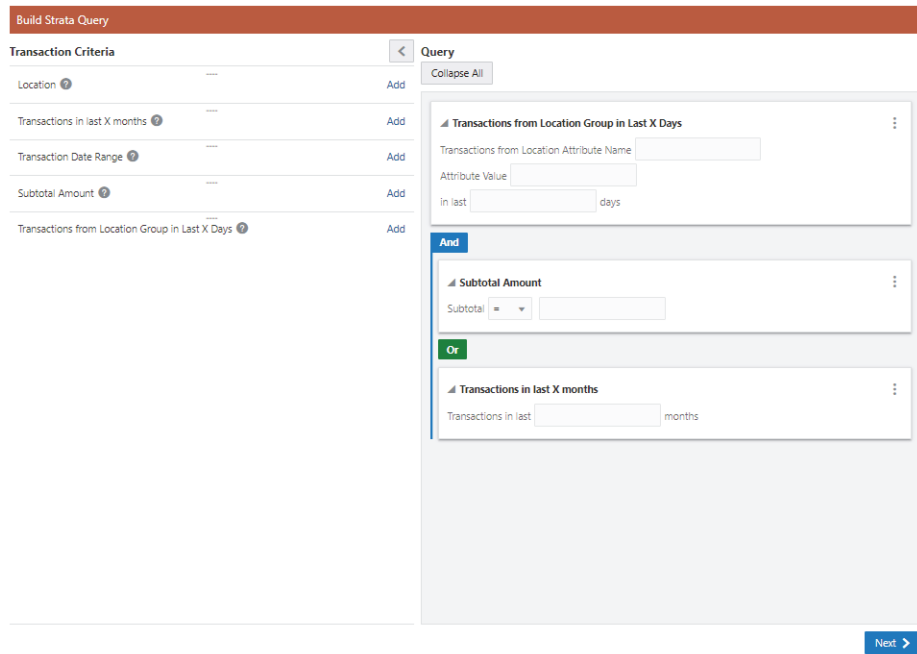 Build Strata Query
Transaction Criteria
Location ?
Add
Transactions in last X months ?
Add
Transaction Date Range ?
Add
Subtotal Amount ?
Add
Transactions from Location Group in Last X Days ?
Add
Query
Collapse All
Transactions from Location Group in Last X Days
Transactions from Location Attribute Name
Attribute Value
in last days
And
Subtotal Amount
Subtotal =
Or
Transactions in last X months
Transactions in last months
Next